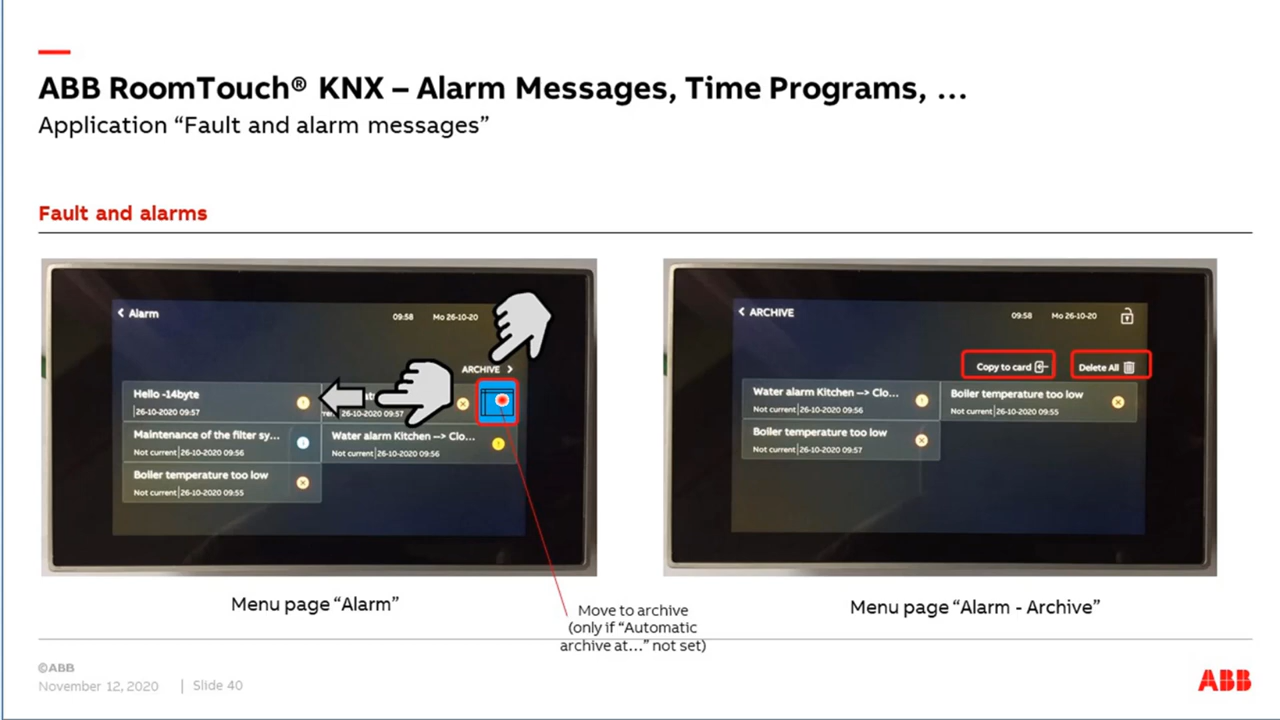 ABB RoomTouch® KNX – Alarm Messages, Time Programs, …
Application “Fault and alarm messages”
Fault and alarms
< Alarm
09:58 Mo 26-10-20
ARCHIVE >
Hello -14byte
26-10-2020 09:57
26-10-2020 09:57
Maintenance of the filter sy...
Not current|26-10-2020 09:56
Water alarm Kitchen --> Clo...
Not current|26-10-2020 09:56
Boiler temperature too low
Not current|26-10-2020 09:55
< ARCHIVE
09:58 Mo 26-10-20
Copy to card
Delete All
Water alarm Kitchen --> Clo...
Not current|26-10-2020 09:56
Boiler temperature too low
Not current|26-10-2020 09:55
Boiler temperature too low
Not current|26-10-2020 09:57
Menu page “Alarm”
Menu page “Alarm - Archive”
Move to archive
(only if “Automatic
archive at…” not set)
©ABB
November 12, 2020 | Slide 40
ABB